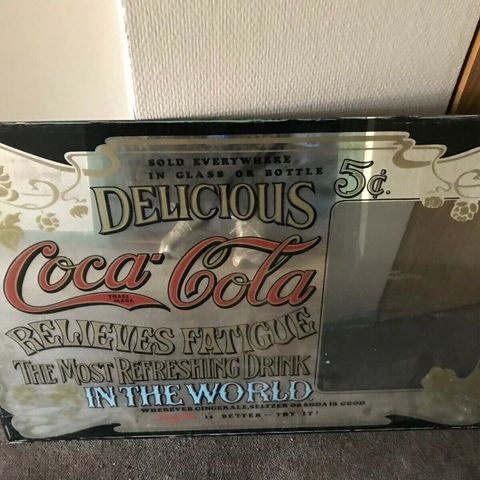 SOLD EVERYWHERE
IN GLASS OR BOTTLE
5¢.
DELICIOUS
Coca-Cola
TRADE MARK
RELIEVES FATIGUE
THE MOST REFRESHING DRINK
IN THE WORLD
WHEREVER GINGERALE, SELTZER OR SODA IS GOOD
IS BETTER - TRY IT!